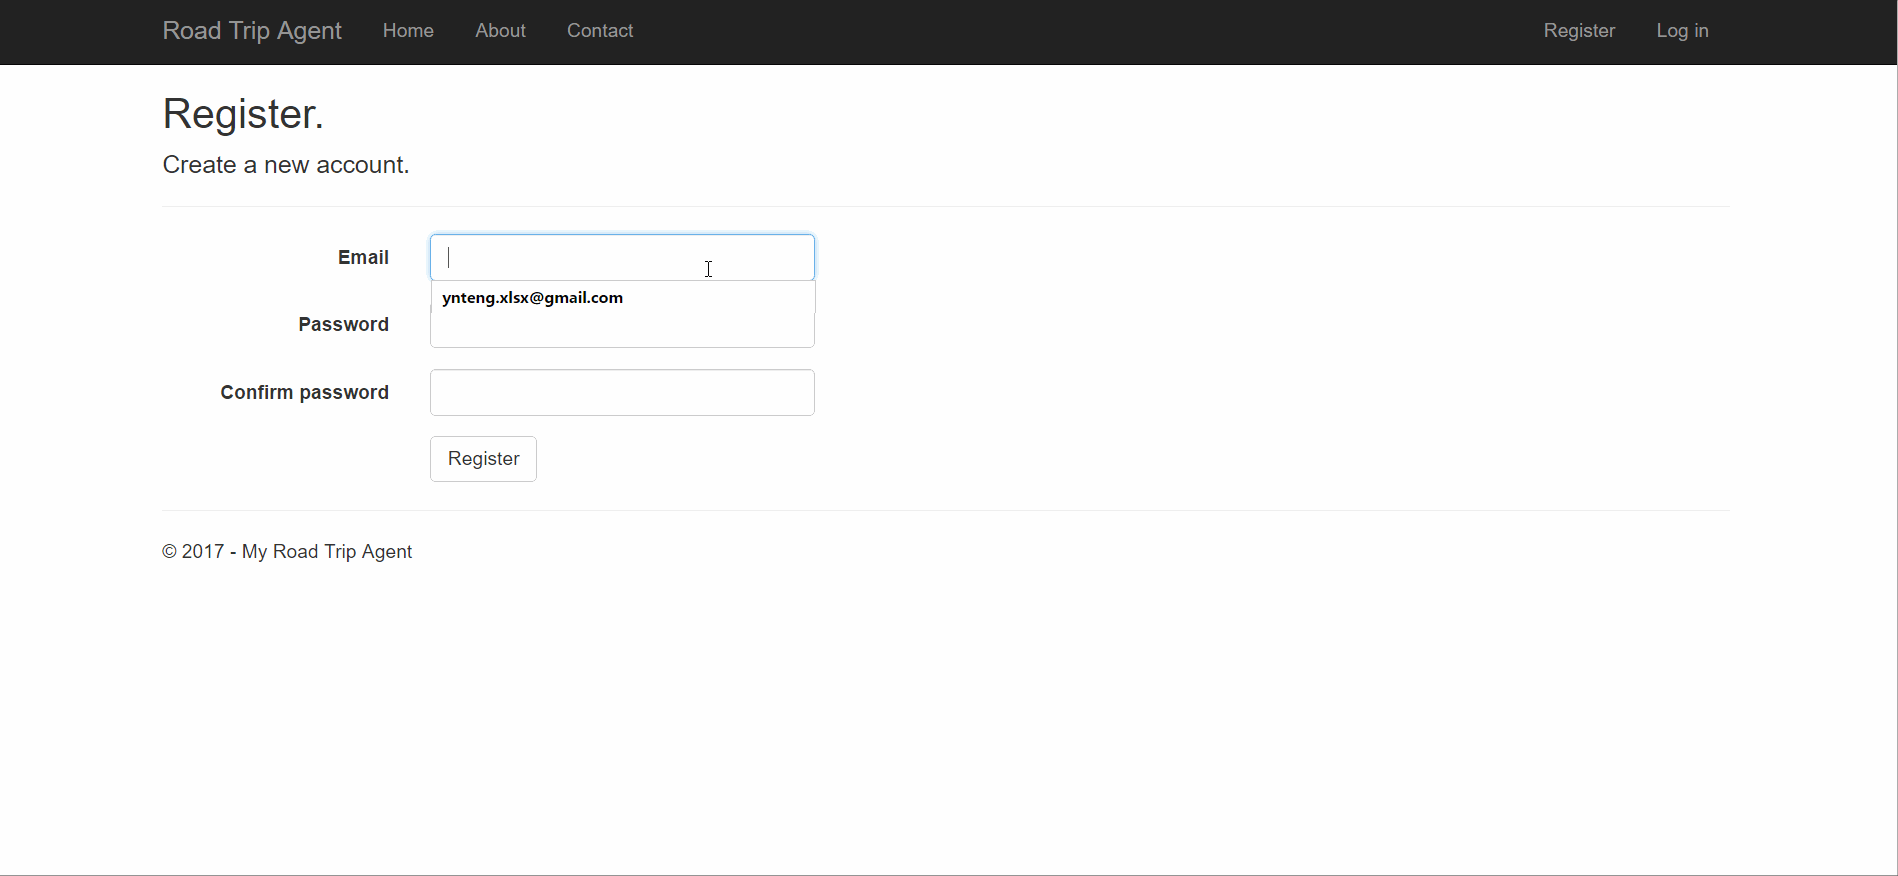 Road Trip Agent Home About Contact Register Log in
Register.
Create a new account.
Email
ynteng.xlsx@gmail.com
Password
Confirm password
Register
© 2017 - My Road Trip Agent